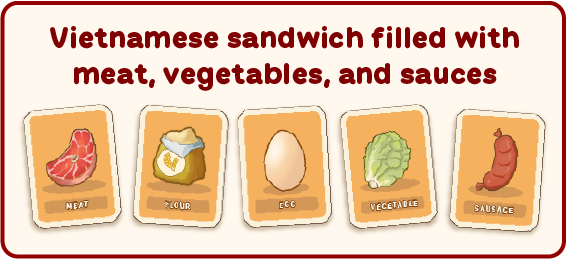 Vietnamese sandwich filled with
meat, vegetables, and sauces
MEAT
FLOUR
EGG
VEGETABLE
SAUSAGE